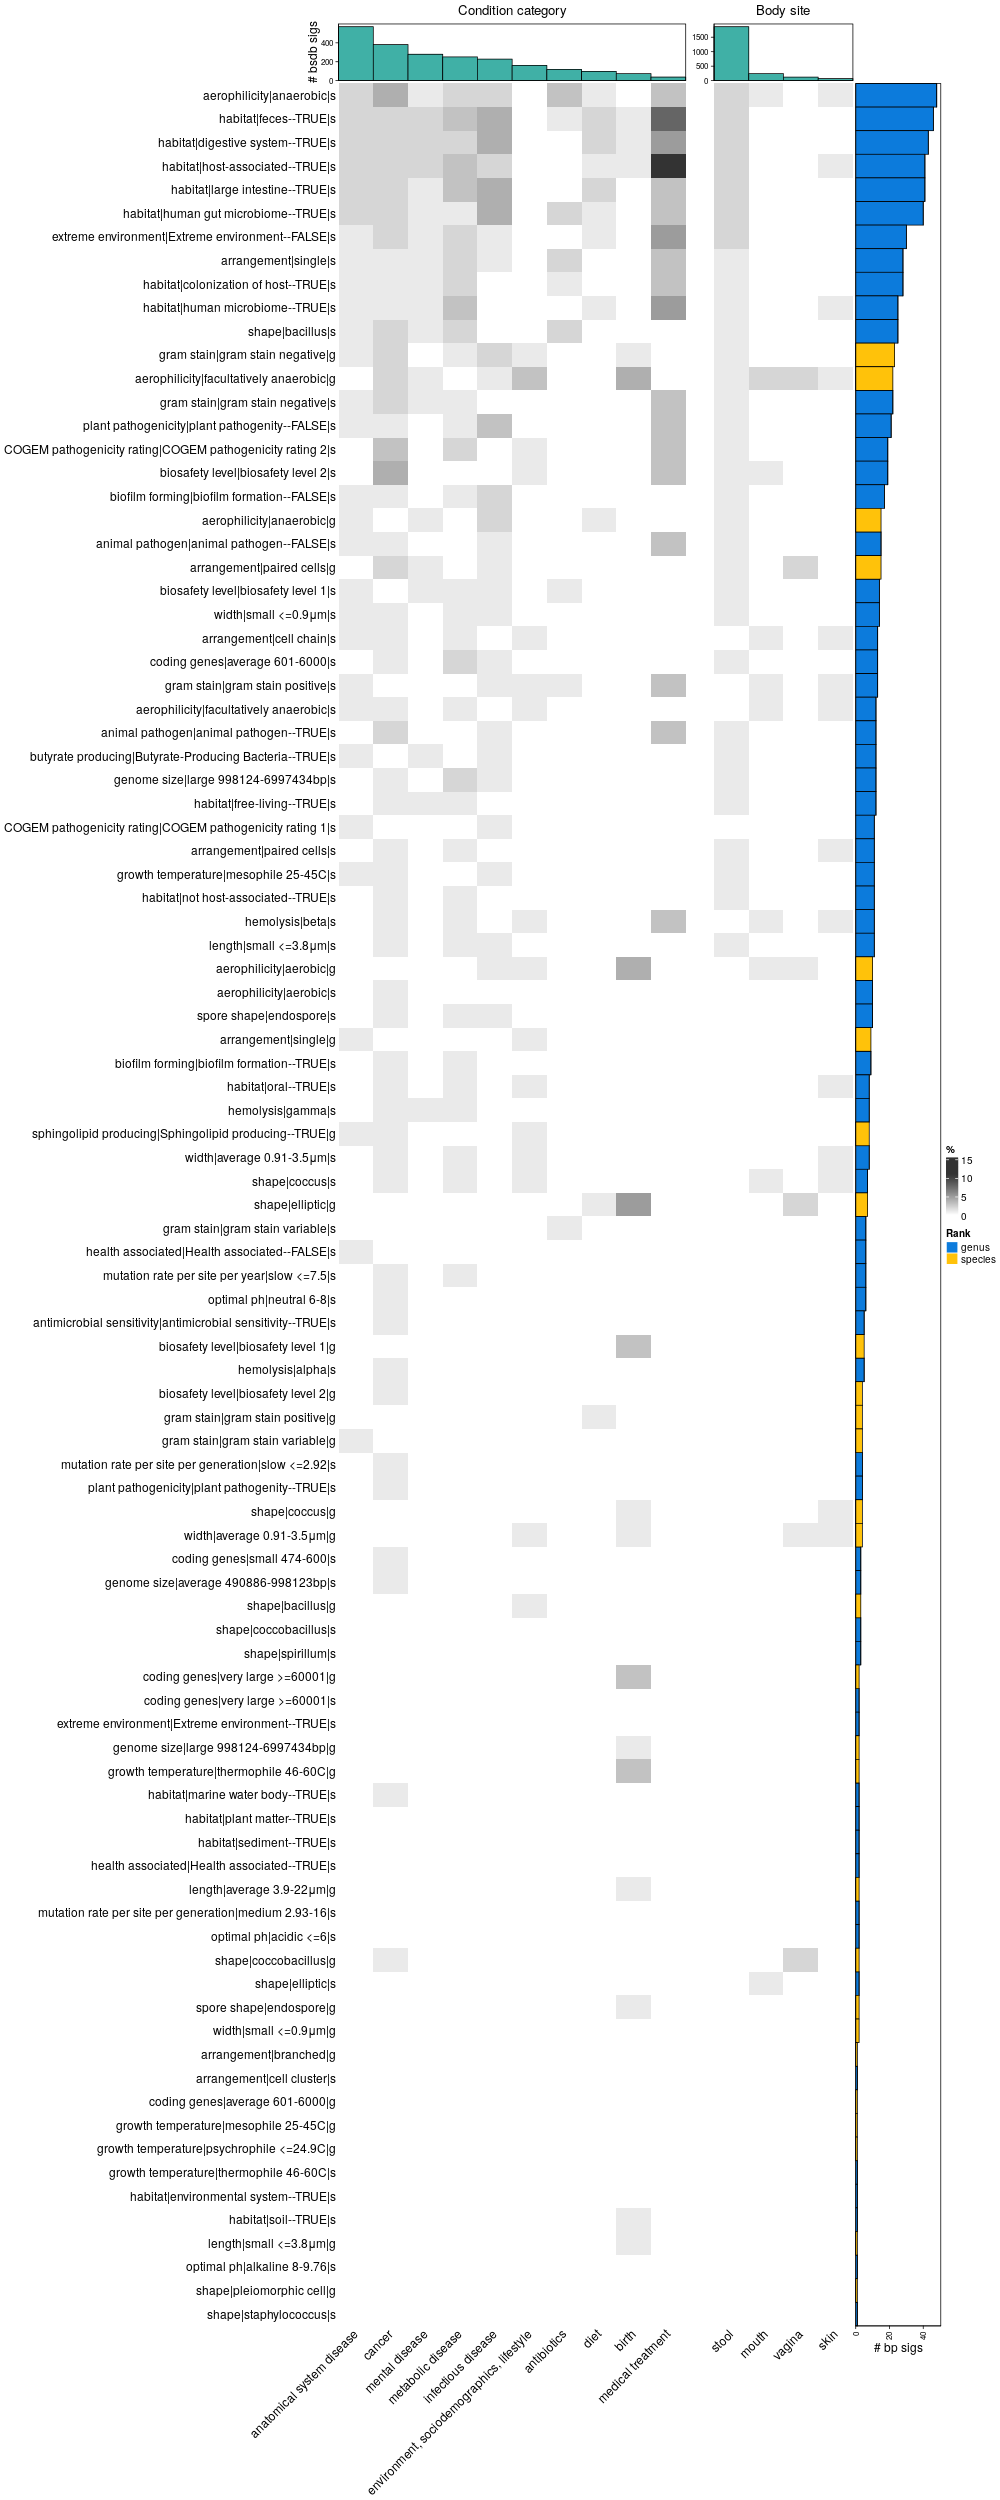 Condition category
Body site
# bsdb sigs
400
200
0
1500
1000
500
0
aerophilicity|anaerobic|s
habitat|feces--TRUE|s
habitat|digestive system--TRUE|s
habitat|host-associated--TRUE|s
habitat|large intestine--TRUE|s
habitat|human gut microbiome--TRUE|s
extreme environment|Extreme environment--FALSE|s
arrangement|single|s
habitat|colonization of host--TRUE|s
habitat|human microbiome--TRUE|s
shape|bacillus|s
gram stain|gram stain negative|g
aerophilicity|facultatively anaerobic|g
gram stain|gram stain negative|s
plant pathogenicity|plant pathogenity--FALSE|s
COGEM pathogenicity rating|COGEM pathogenicity rating 2|s
biosafety level|biosafety level 2|s
biofilm forming|biofilm formation--FALSE|s
aerophilicity|anaerobic|g
animal pathogen|animal pathogen--FALSE|s
arrangement|paired cells|g
biosafety level|biosafety level 1|s
width|small <=0.9µm|s
arrangement|cell chain|s
coding genes|average 601-6000|s
gram stain|gram stain positive|s
aerophilicity|facultatively anaerobic|s
animal pathogen|animal pathogen--TRUE|s
butyrate producing|Butyrate-Producing Bacteria--TRUE|s
genome size|large 998124-6997434bp|s
habitat|free-living--TRUE|s
COGEM pathogenicity rating|COGEM pathogenicity rating 1|s
arrangement|paired cells|s
growth temperature|mesophile 25-45C|s
habitat|not host-associated--TRUE|s
hemolysis|beta|s
length|small <=3.8µm|s
aerophilicity|aerobic|g
aerophilicity|aerobic|s
spore shape|endospore|s
arrangement|single|g
biofilm forming|biofilm formation--TRUE|s
habitat|oral--TRUE|s
hemolysis|gamma|s
sphingolipid producing|Sphingolipid producing--TRUE|g
width|average 0.91-3.5µm|s
shape|coccus|s
shape|elliptic|g
gram stain|gram stain variable|s
health associated|Health associated--FALSE|s
mutation rate per site per year|slow <=7.5|s
optimal ph|neutral 6-8|s
antimicrobial sensitivity|antimicrobial sensitivity--TRUE|s
biosafety level|biosafety level 1|g
hemolysis|alpha|s
biosafety level|biosafety level 2|g
gram stain|gram stain positive|g
gram stain|gram stain variable|g
mutation rate per site per generation|slow <=2.92|s
plant pathogenicity|plant pathogenity--TRUE|s
shape|coccus|g
width|average 0.91-3.5µm|g
coding genes|small 474-600|s
genome size|average 490886-998123bp|s
shape|bacillus|g
shape|coccobacillus|s
shape|spirillum|s
coding genes|very large >=60001|g
coding genes|very large >=60001|s
extreme environment|Extreme environment--TRUE|s
genome size|large 998124-6997434bp|g
growth temperature|thermophile 46-60C|g
habitat|marine water body--TRUE|s
habitat|plant matter--TRUE|s
habitat|sediment--TRUE|s
health associated|Health associated--TRUE|s
length|average 3.9-22µm|g
mutation rate per site per generation|medium 2.93-16|s
optimal ph|acidic <=6|s
shape|coccobacillus|g
shape|elliptic|s
spore shape|endospore|g
width|small <=0.9µm|g
arrangement|branched|g
arrangement|cell cluster|s
coding genes|average 601-6000|g
growth temperature|mesophile 25-45C|g
growth temperature|psychrophile <=24.9C|g
growth temperature|thermophile 46-60C|s
habitat|environmental system--TRUE|s
habitat|soil--TRUE|s
length|small <=3.8µm|g
optimal ph|alkaline 8-9.76|s
shape|pleiomorphic cell|g
shape|staphylococcus|s
%
15
10
5
0
Rank
genus
species
anatomical system disease
cancer
mental disease
metabolic disease
infectious disease
environment, sociodemographics, lifestyle
antibiotics
diet
birth
medical treatment
stool
mouth
vagina
skin
0
20
40
# bp sigs